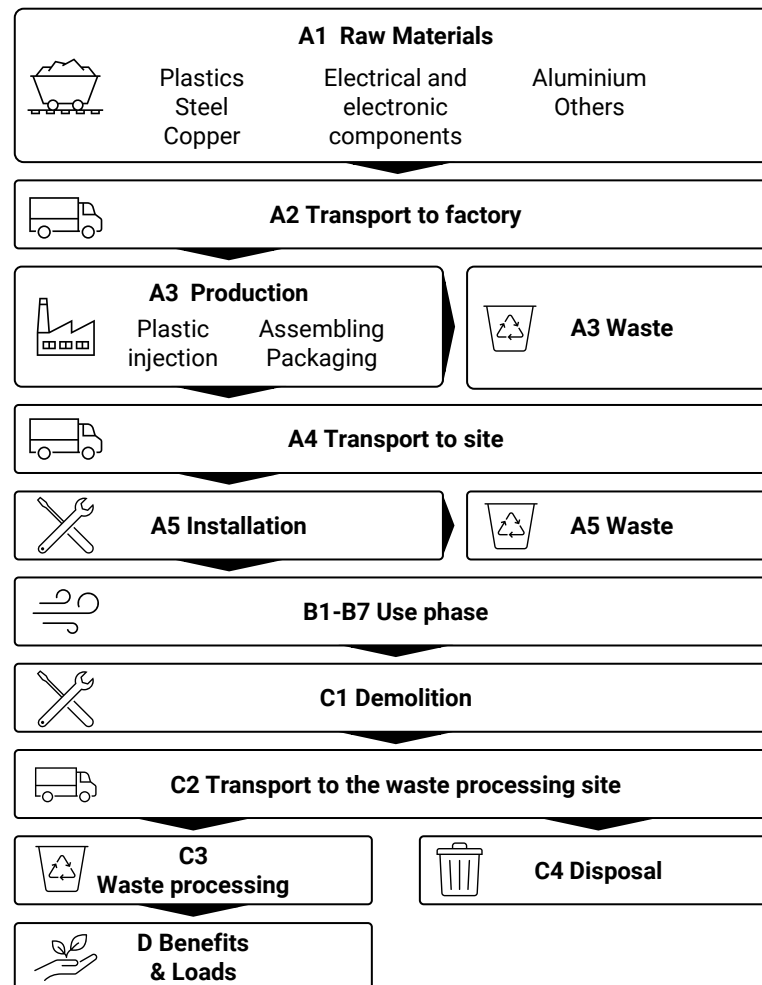 A1 Raw Materials
Plastics
Steel
Copper
Electrical and
electronic
components
Aluminium
Others
A2 Transport to factory
A3 Production
Plastic
injection
Assembling
Packaging
A3 Waste
A4 Transport to site
A5 Installation
A5 Waste
B1-B7 Use phase
C1 Demolition
C2 Transport to the waste processing site
C3
Waste processing
C4 Disposal
D Benefits
& Loads